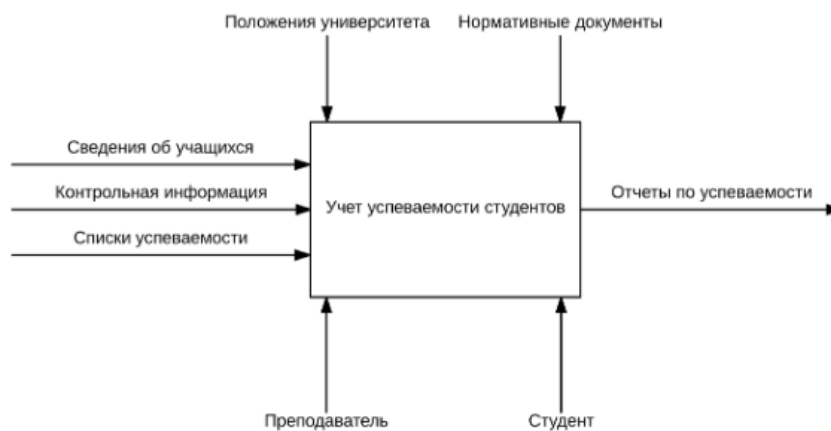 Положения университета
Нормативные документы
Сведения об учащихся
Контрольная информация
Списки успеваемости
Учет успеваемости студентов
Отчеты по успеваемости
Преподаватель
Студент